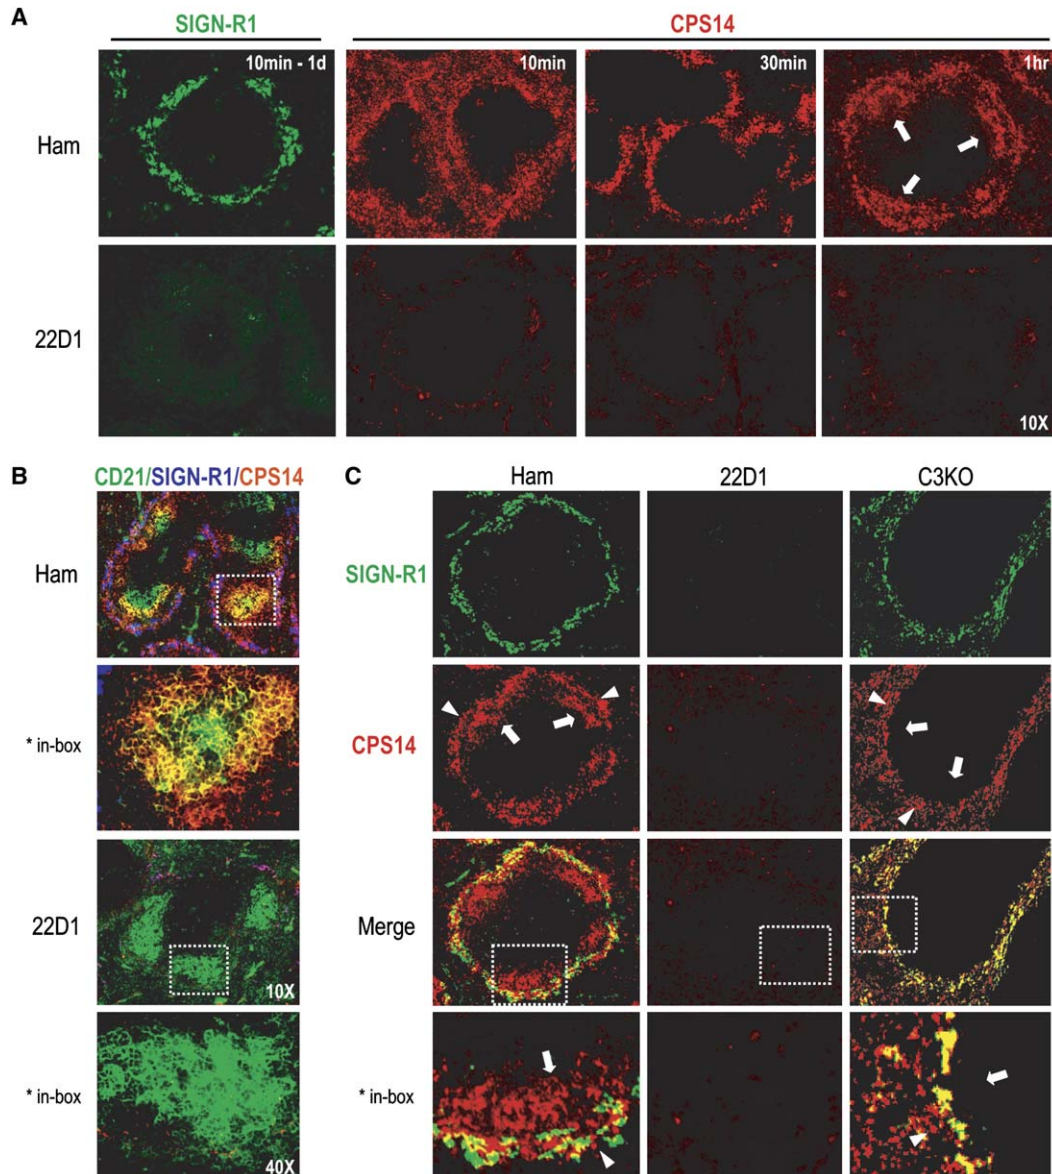 A
SIGN-R1 CPS14
10min - 1d 10min 30min 1hr
Ham
22D1
10X
B C
CD21/SIGN-R1/CPS14 Ham 22D1 C3KO
Ham SIGN-R1
* in-box CPS14
22D1 Merge
10X
* in-box * in-box
40X